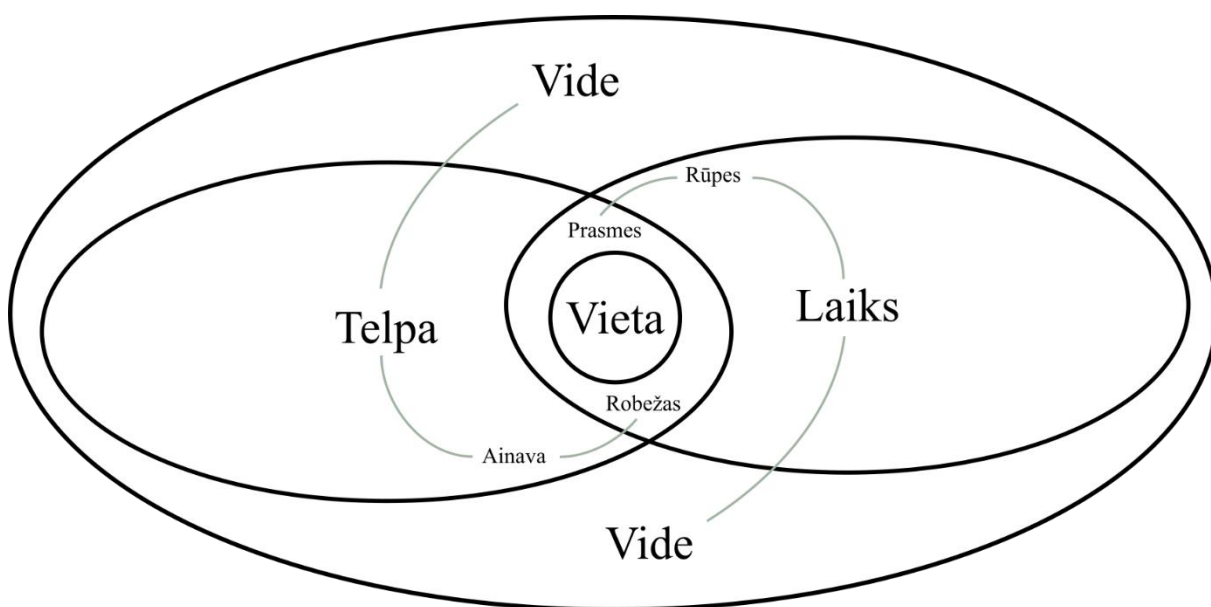 Vide
Rūpes
Prasmes
Telpa
Vieta
Laiks
Robežas
Ainava
Vide